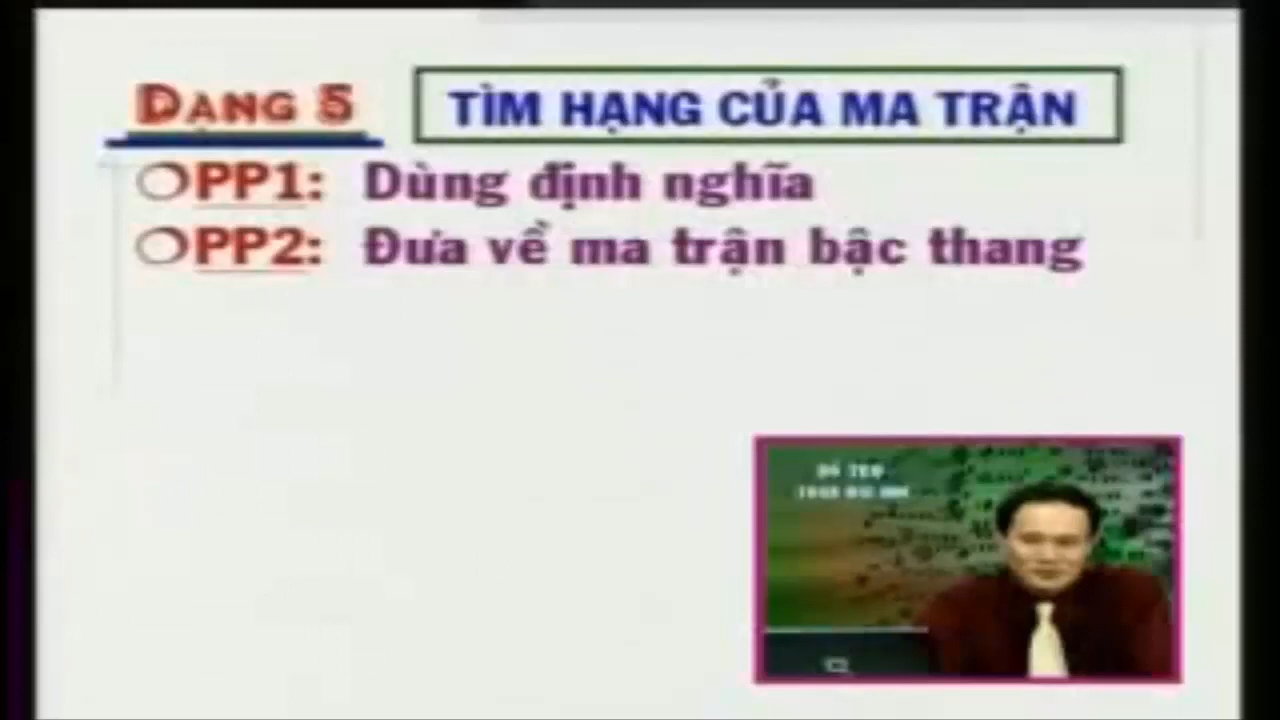 DẠNG 5
TÌM HẠNG CỦA MA TRẬN
PP1: Dùng định nghĩa
PP2: Đưa về ma trận bậc thang